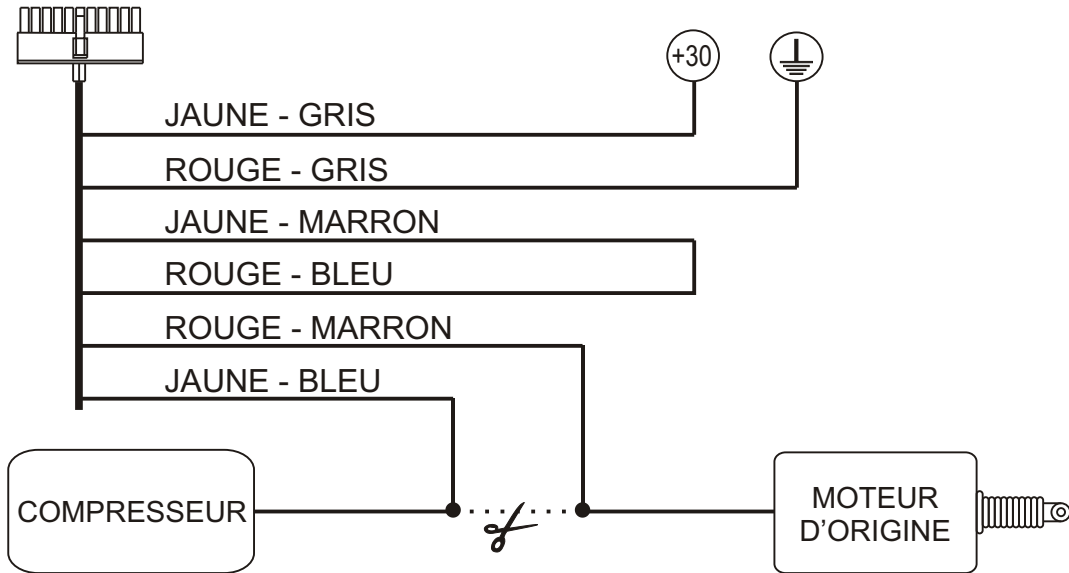 +30
JAUNE - GRIS
ROUGE - GRIS
JAUNE - MARRON
ROUGE - BLEU
ROUGE - MARRON
JAUNE - BLEU
COMPRESSEUR
MOTEUR
D'ORIGINE